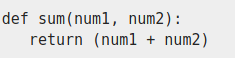 def sum(num1, num2):
   return (num1 + num2)